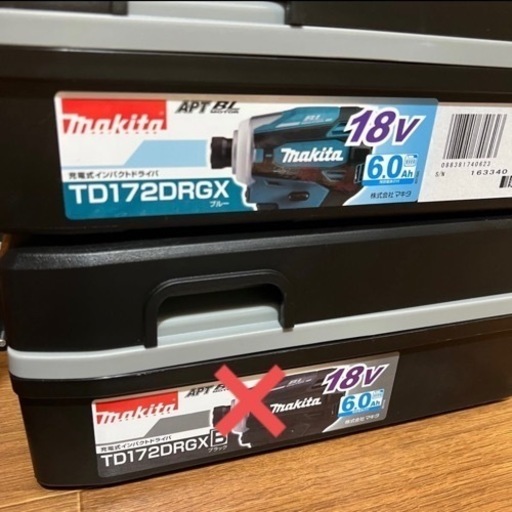 makita
APT BL
MOTOR
18V
makita
6.0Ah
充電式インパクトドライバ
TD172DRGX
ブルー
株式会社 マキタ
088381740623
S/N
163340
makita
APT BL
18V
makita
6.0Ah
充電式インパクトドライバ
TD172DRGXB
ブラック
株式会社 マキタ